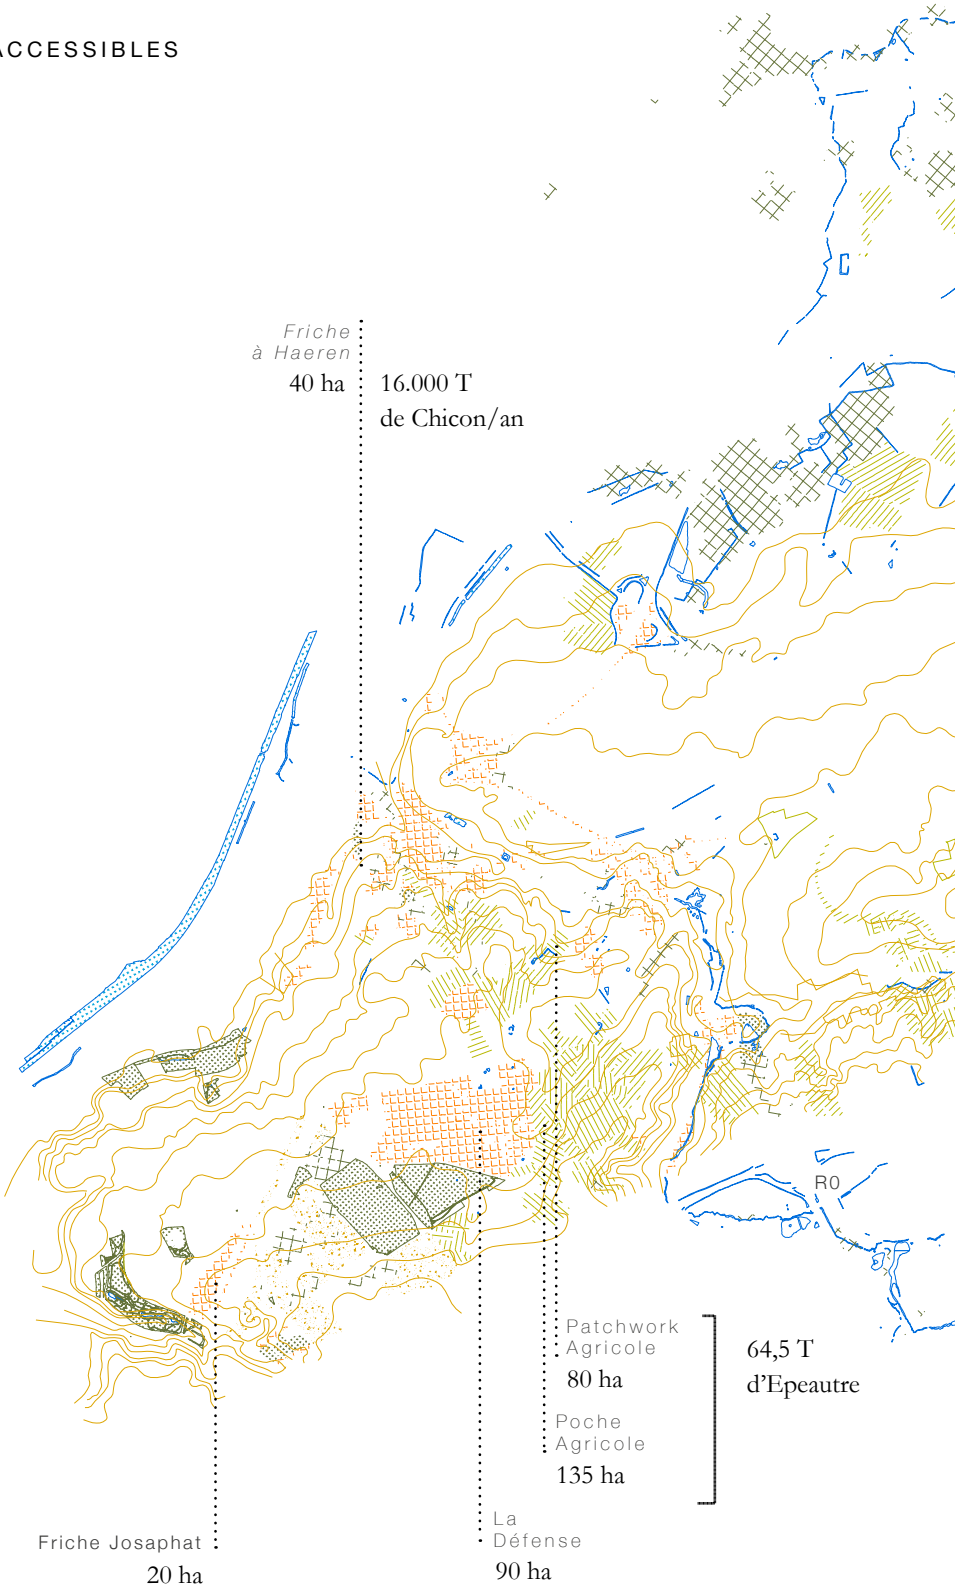 ACCESSIBLES
Friche
à Haeren
40 ha
16.000 T
de Chicon/an
R0
Patchwork
Agricole
80 ha
64,5 T
d’Epeautre
Poche
Agricole
135 ha
La
Défense
90 ha
Friche Josaphat
20 ha